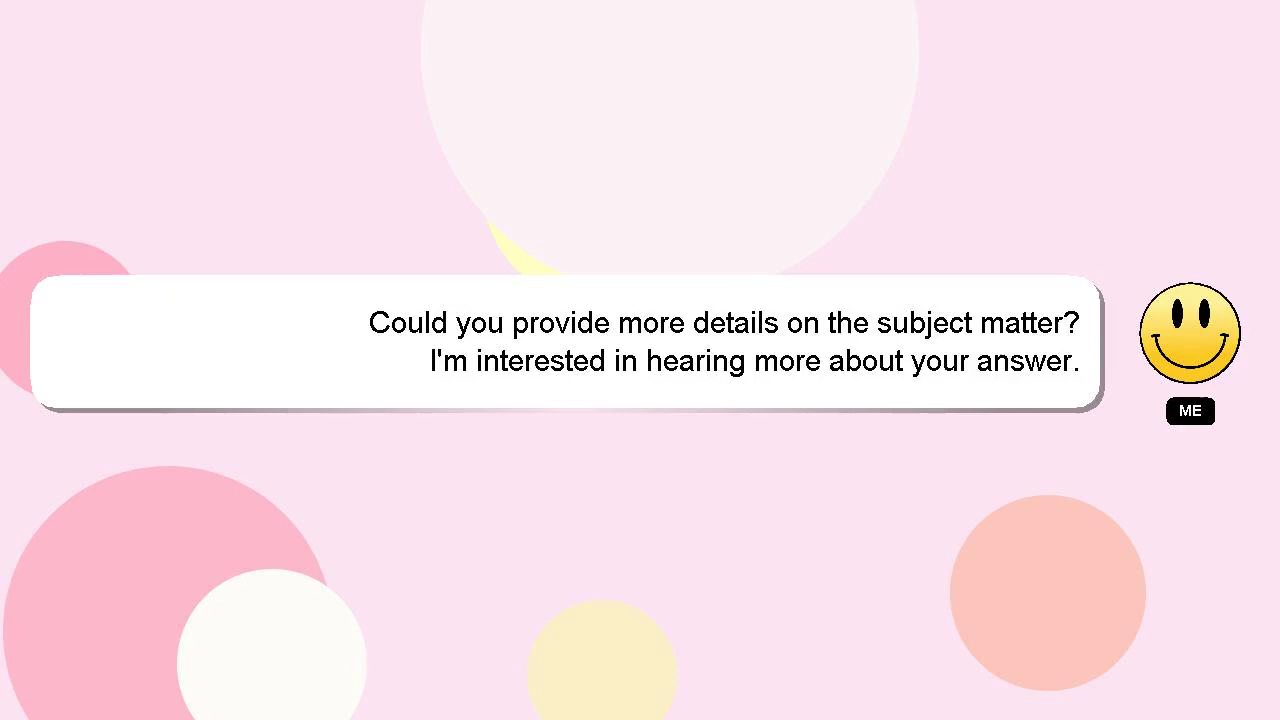 Could you provide more details on the subject matter?
I'm interested in hearing more about your answer.
ME